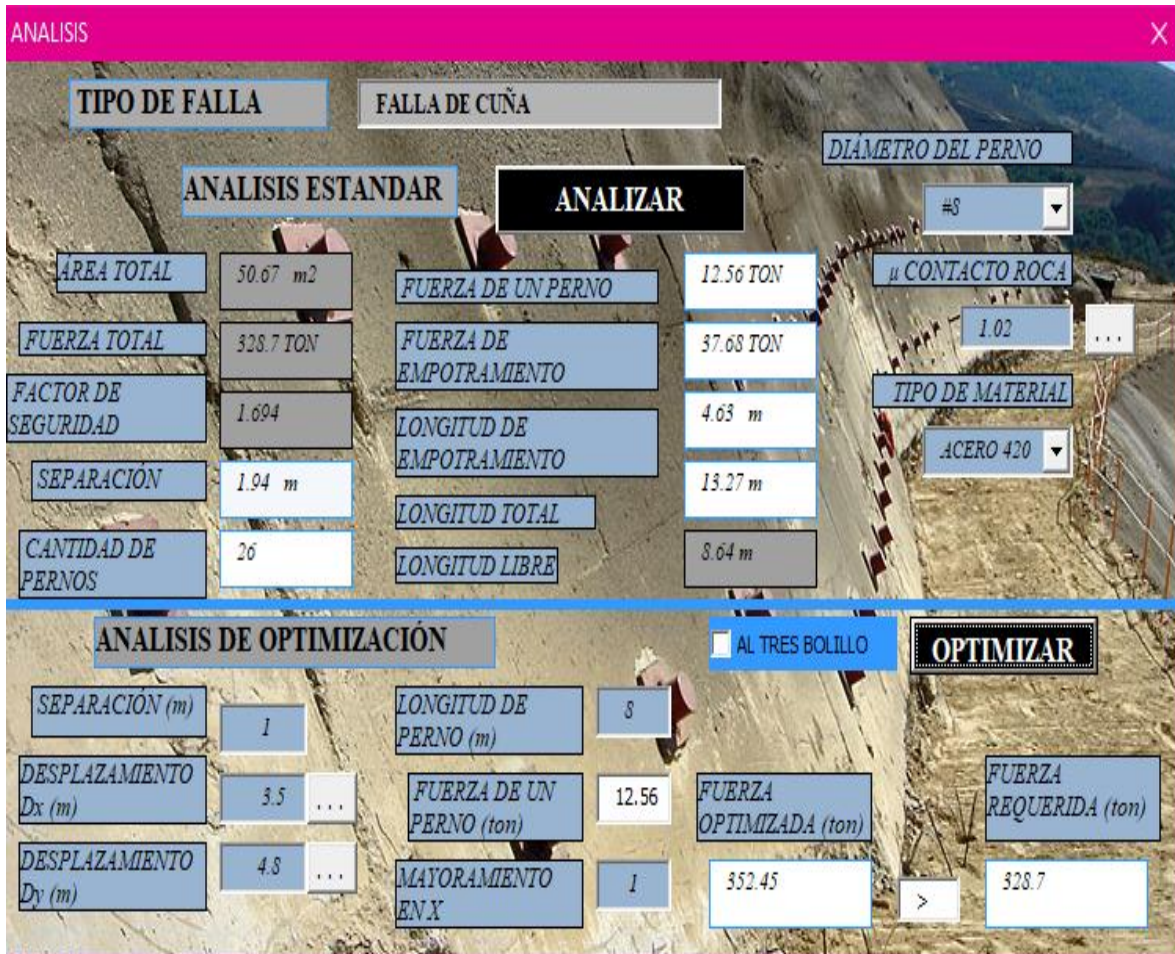 ANALISIS
X
TIPO DE FALLA
FALLA DE CUÑA
DIÁMETRO DEL PERNO
ANALISIS ESTANDAR
ANALIZAR
#8
ÁREA TOTAL
50.67 m2
FUERZA DE UN PERNO
12.56 TON
µ CONTACTO ROCA
1.02
...
FUERZA TOTAL
328.7 TON
FUERZA DE
EMPOTRAMIENTO
37.68 TON
FACTOR DE
SEGURIDAD
1.694
LONGITUD DE
EMPOTRAMIENTO
4.63 m
TIPO DE MATERIAL
ACERO 420
SEPARACIÓN
1.94 m
LONGITUD TOTAL
13.27 m
CANTIDAD DE
PERNOS
26
LONGITUD LIBRE
8.64 m
ANALISIS DE OPTIMIZACIÓN
AL TRES BOLILLO
OPTIMIZAR
SEPARACIÓN (m)
1
LONGITUD DE
PERNO (m)
8
DESPLAZAMIENTO
Dx (m)
3.5
...
FUERZA DE UN
PERNO (ton)
12.56
FUERZA
OPTIMIZADA (ton)
FUERZA
REQUERIDA (ton)
DESPLAZAMIENTO
Dy (m)
4.8
...
MAYORAMIENTO
EN X
1
352.45
>
328.7